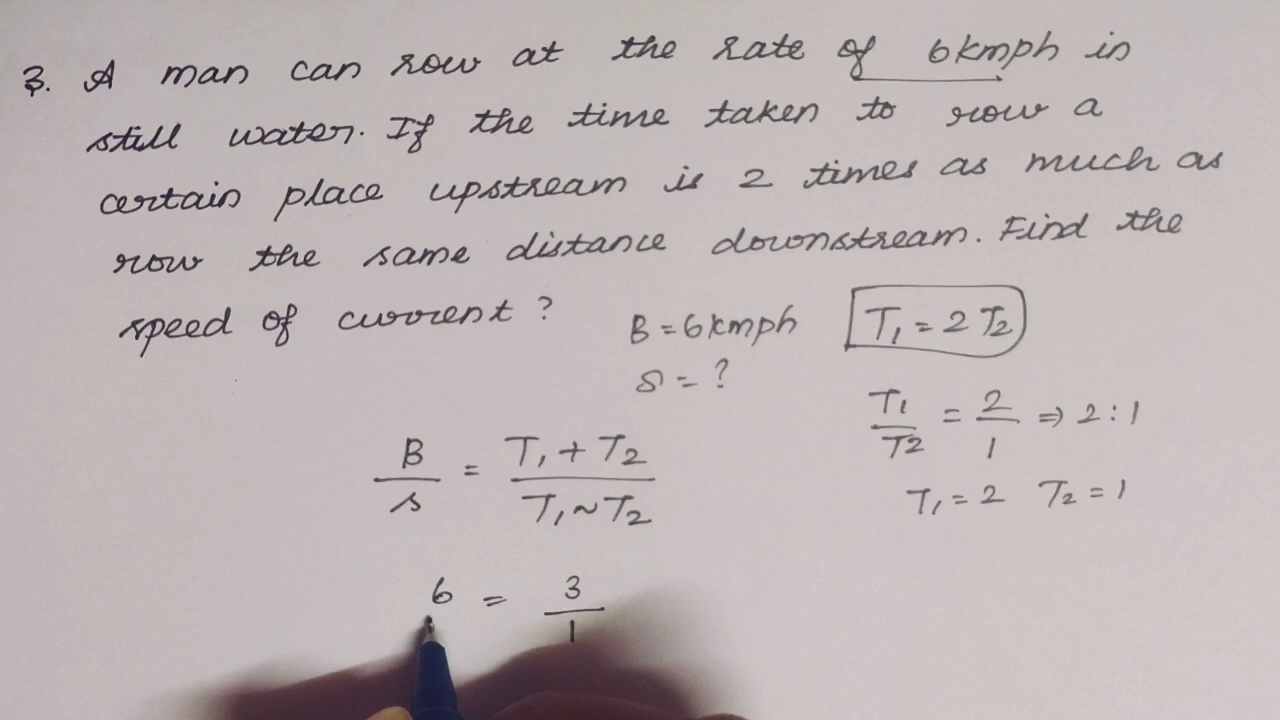 3. A man can row at the rate of 6kmph in
still water. If the time taken to row a
certain place upstream is 2 times as much as
row the same distance downstream. Find the
speed of current ?
B = 6kmph
T₁ = 2 T₂
S = ?
T₁/T2 = 2/1 ⇒ 2 : 1
B/s = T₁ + T₂/T₁ ~ T₂
T₁ = 2 T₂ = 1
6 = 3/1